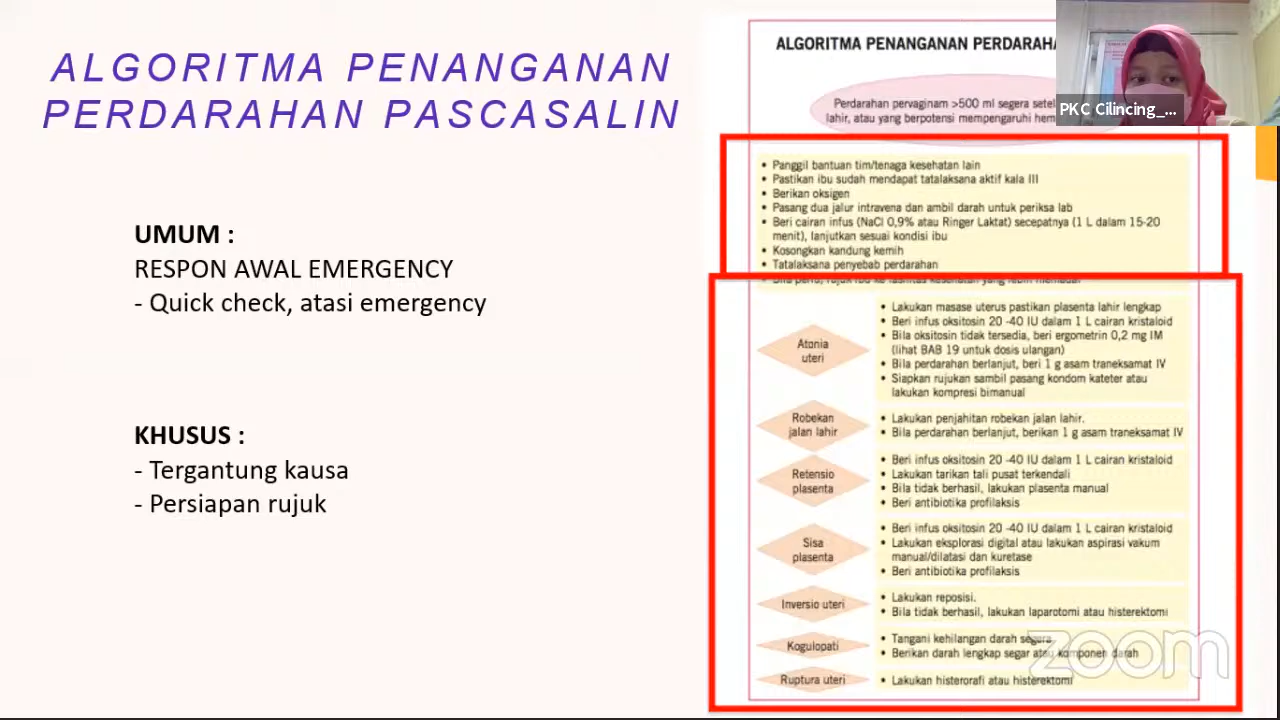 ALGORITMA PENANGANAN
PERDARAHAN PASCASALIN
UMUM :
RESPON AWAL EMERGENCY
- Quick check, atasi emergency
KHUSUS :
- Tergantung kausa
- Persiapan rujuk
ALGORITMA PENANGANAN
Perdarahan pervaginam >500 ml segera
lahir, atau yang berpotensi mempengaruhi
PKC Cilincing_...
• Panggil bantuan tim/tenaga kesehatan lain
• Pastikan ibu sudah mendapat tatalaksana aktif kala III
• Berikan oksigen
• Pasang dua jalur intravena dan ambil darah untuk periksa lab
• Beri cairan infus (NaCl 0,9% atau Ringer Laktat) secepatnya (1 L dalam 15-20
menit), lanjutkan sesuai kondisi ibu
• Kosongkan kandung kemih
• Tatalaksana penyebab perdarahan
• Bila perlu, rujuk ibu ke fasilitas kesehatan yang lebih memadai
Atonia
uteri
• Lakukan masase uterus pastikan plasenta lahir lengkap
• Beri infus oksitosin 20 -40 IU dalam 1 L cairan kristaloid
• Bila oksitosin tidak tersedia, beri ergometrin 0,2 mg IM
(lihat BAB 19 untuk dosis ulangan)
• Bila perdarahan berlanjut, beri 1 g asam traneksamat IV
• Siapkan rujukan sambil pasang kondom kateter atau
lakukan kompresi bimanual
Robekan
jalan lahir
• Lakukan penjahitan robekan jalan lahir.
• Bila perdarahan berlanjut, berikan 1 g asam traneksamat IV
Retensio
plasenta
• Beri infus oksitosin 20 -40 IU dalam 1 L cairan kristaloid
• Lakukan tarikan tali pusat terkendali
• Bila tidak berhasil, lakukan plasenta manual
• Beri antibiotika profilaksis
Sisa
plasenta
• Beri infus oksitosin 20 -40 IU dalam 1 L cairan kristaloid
• Lakukan eksplorasi digital atau lakukan aspirasi vakum
manual/dilatasi dan kuretase
• Beri antibiotika profilaksis
Inversio uteri
• Lakukan reposisi.
• Bila tidak berhasil, lakukan laparotomi atau histerektomi
Kogulopati
• Tangani kehilangan darah segera
• Berikan darah lengkap segar atau komponen darah
Ruptura uteri
• Lakukan histerorafi atau histerektomi
zoom